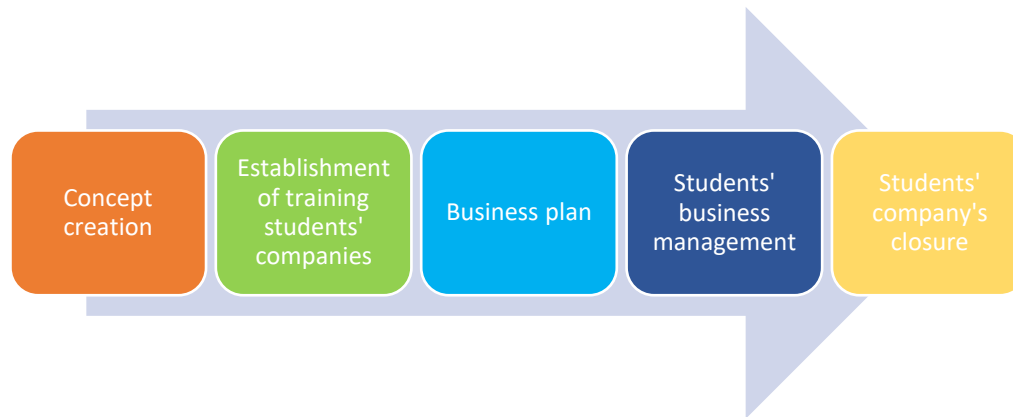 Concept
creation
Establishment
of training
students'
companies
Business plan
Students'
business
management
Students'
company's
closure